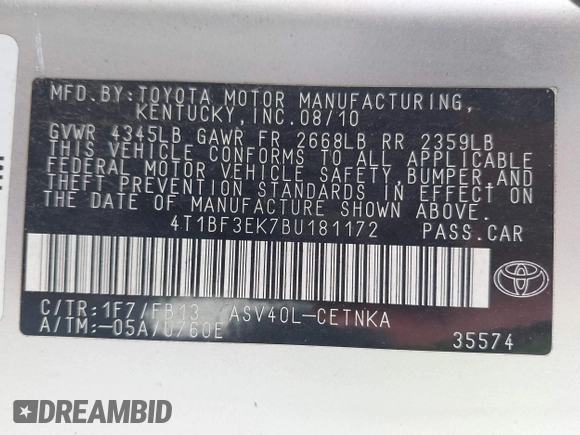 MFD.BY:TOYOTA MOTOR MANUFACTURING,
KENTUCKY,INC.08/10
GVWR 4345LB GAWR FR 2668LB RR 2359LB
THIS VEHICLE CONFORMS TO ALL APPLICABLE
FEDERAL MOTOR VEHICLE SAFETY, BUMPER,AND
THEFT PREVENTION STANDARDS IN EFFECT ON
THE DATE OF MANUFACTURE SHOWN ABOVE.
4T1BF3EK7BU181172 PASS.CAR
C/TR:1F7/FB13 ASV40L-CETNKA
A/TM:-05A/U760E 35574
DREAMBID